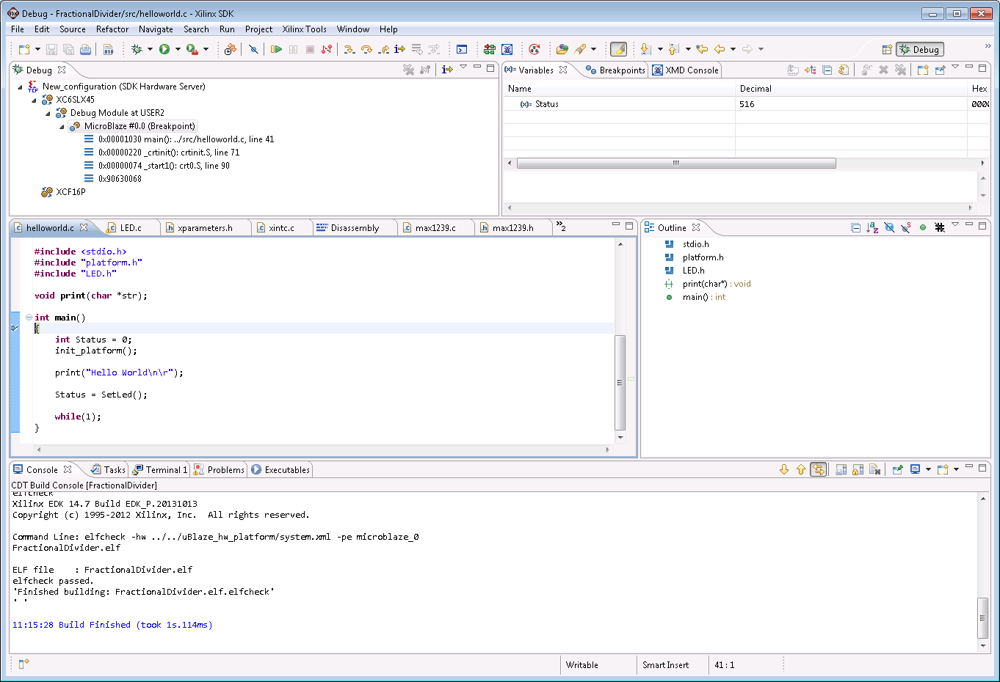 Debug - FractionalDivider/src/helloworld.c - Xilinx SDK
File Edit Source Refactor Navigate Search Run Project Xilinx Tools Window Help
Debug
Debug
New_configuration (SDK Hardware Server)
XC6SLX45
Debug Module at USER2
MicroBlaze #0.0 (Breakpoint)
0x00001030 main(): ../src/helloworld.c, line 41
0x00000220 _crtinit(): crtinit.S, line 71
0x00000074 _start1(): crt0.S, line 90
0x90630068
XCF16P
(x)= Variables Breakpoints XMD Console
Name Decimal Hex
(x)= Status 516 000
helloworld.c LED.c xparameters.h xintc.c Disassembly max1239.c max1239.h »2
#include <stdio.h>
#include "platform.h"
#include "LED.h"
void print(char *str);
int main()
{
int Status = 0;
init_platform();
print("Hello World\n\r");
Status = SetLed();
while(1);
}
Outline
stdio.h
platform.h
LED.h
print(char*) : void
main() : int
Console Tasks Terminal 1 Problems Executables
CDT Build Console [FractionalDivider]
elfcheck
Xilinx EDK 14.7 Build EDK_P.20131013
Copyright (c) 1995-2012 Xilinx, Inc.  All rights reserved.
Command Line: elfcheck -hw ../../uBlaze_hw_platform/system.xml -pe microblaze_0
FractionalDivider.elf
ELF file    : FractionalDivider.elf
elfcheck passed.
'Finished building: FractionalDivider.elf.elfcheck'
' '
11:15:28 Build Finished (took 1s.114ms)
Writable Smart Insert 41 : 1